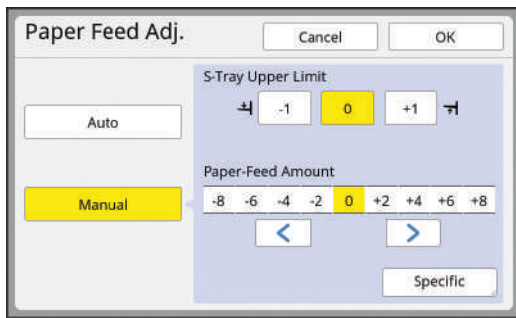 Paper Feed Adj.
Cancel
OK
Auto
Manual
S-Tray Upper Limit
-1 0 +1
Paper-Feed Amount
-8 -6 -4 -2 0 +2 +4 +6 +8
< >
Specific